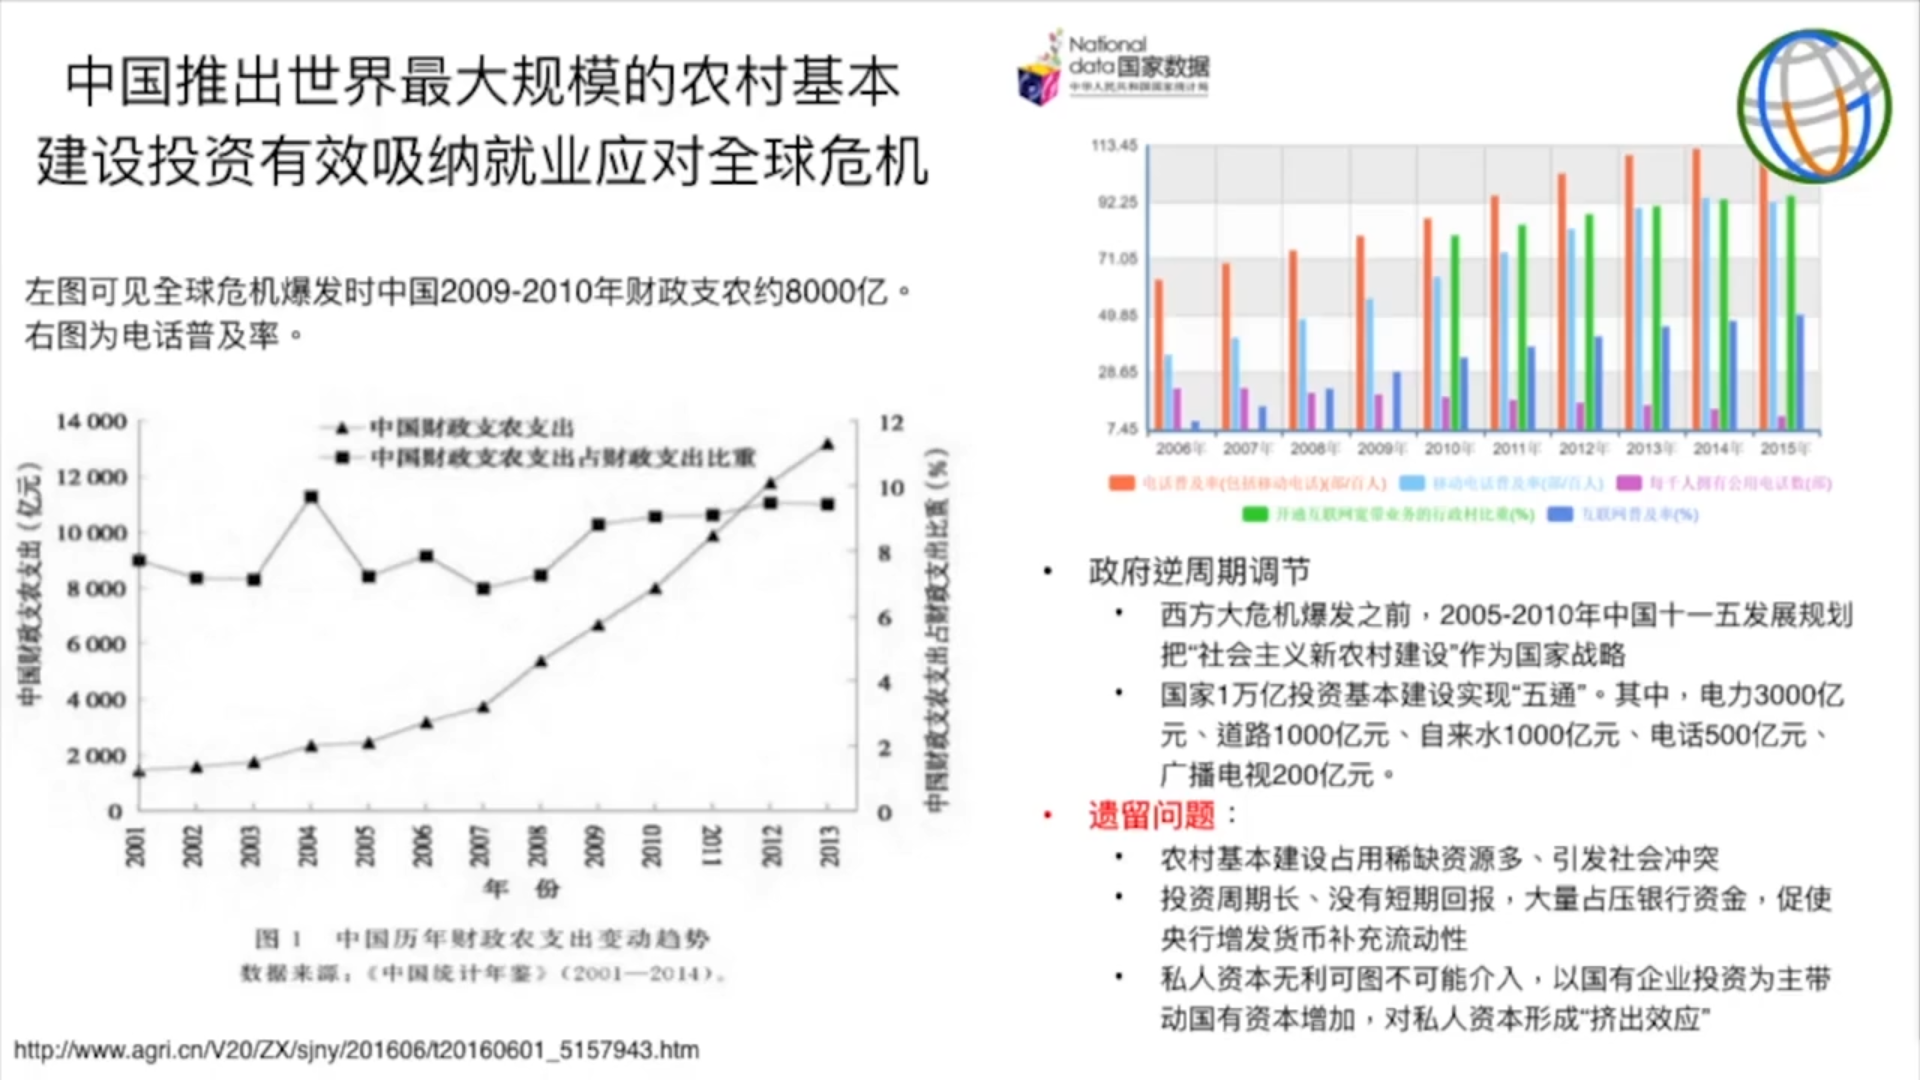 中国推出世界最大规模的农村基本
建设投资有效吸纳就业应对全球危机
左图可见全球危机爆发时中国2009-2010年财政支农约8000亿。
右图为电话普及率。
14 000
12 000
10 000
8 000
6 000
4 000
2 000
0
中国财政支农支出（亿元）
中国财政支农支出
中国财政支农支出占财政支出比重
12
10
8
6
4
2
0
中国财政支农支出占财政支出比重（%）
2001 2002 2003 2004 2005 2006 2007 2008 2009 2010 2011 2012 2013
年 份
图 1 中国历年财政农支出变动趋势
数据来源：《中国统计年鉴》（2001—2014）。
http://www.agri.cn/V20/ZX/sjny/201606/t20160601_5157943.htm
National
data国家数据
中华人民共和国国家统计局
113.45
92.25
71.05
49.85
28.65
7.45
2006年 2007年 2008年 2009年 2010年 2011年 2012年 2013年 2014年 2015年
电话普及率(包括移动电话)(部/百人) 移动电话普及率(部/百人) 每千人拥有公用电话数(部)
开通互联网宽带业务的行政村比重(%) 互联网普及率(%)
• 政府逆周期调节
• 西方大危机爆发之前，2005-2010年中国十一五发展规划
把“社会主义新农村建设”作为国家战略
• 国家1万亿投资基本建设实现“五通”。其中，电力3000亿
元、道路1000亿元、自来水1000亿元、电话500亿元、
广播电视200亿元。
• 遗留问题：
• 农村基本建设占用稀缺资源多、引发社会冲突
• 投资周期长、没有短期回报，大量占压银行资金，促使
央行增发货币补充流动性
• 私人资本无利可图不可能介入，以国有企业投资为主带
动国有资本增加，对私人资本形成“挤出效应”